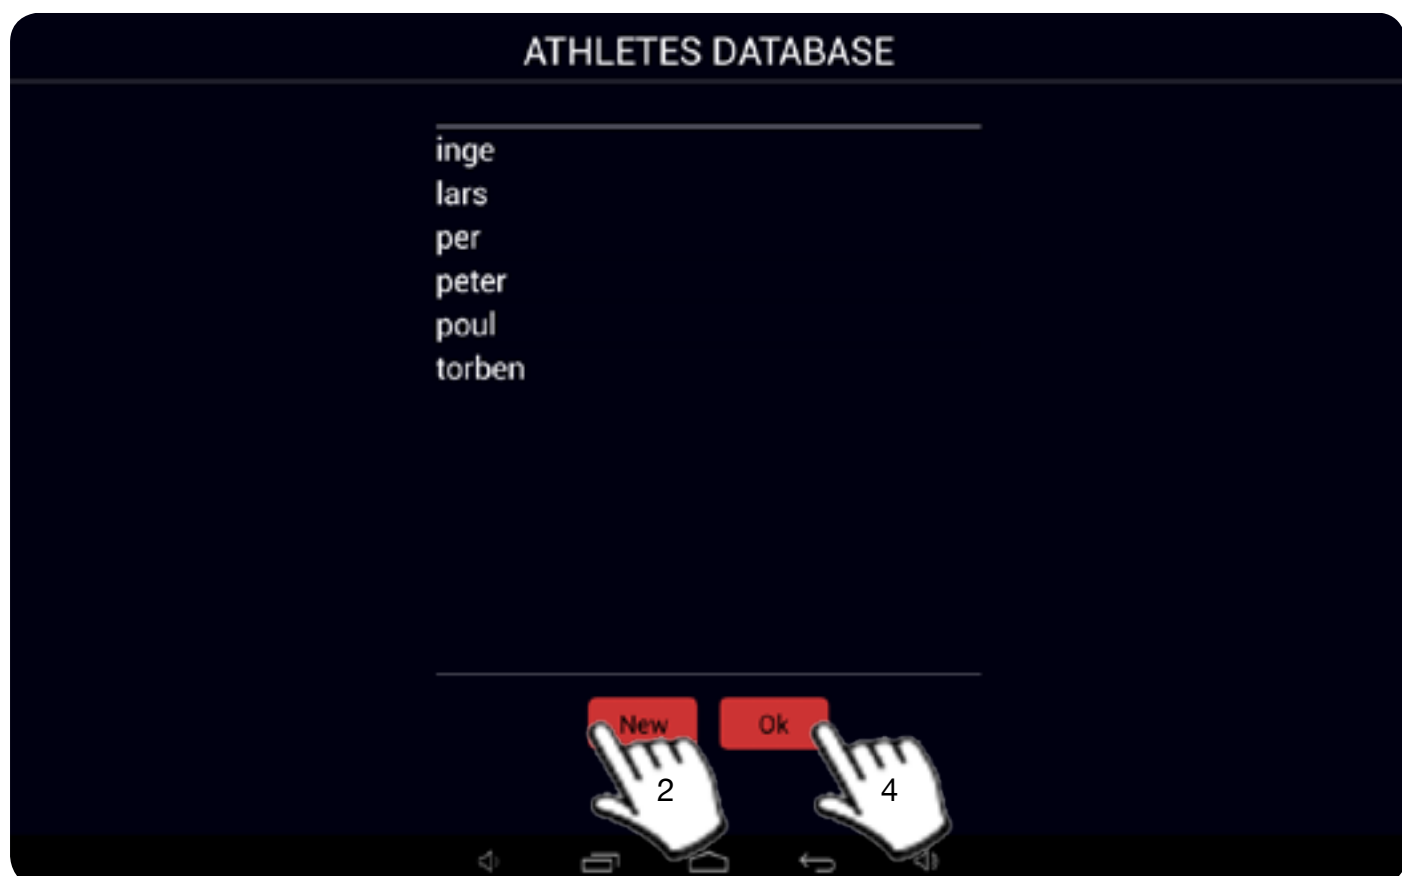 ATHLETES DATABASE
inge
lars
per
peter
poul
torben
New Ok
2 4